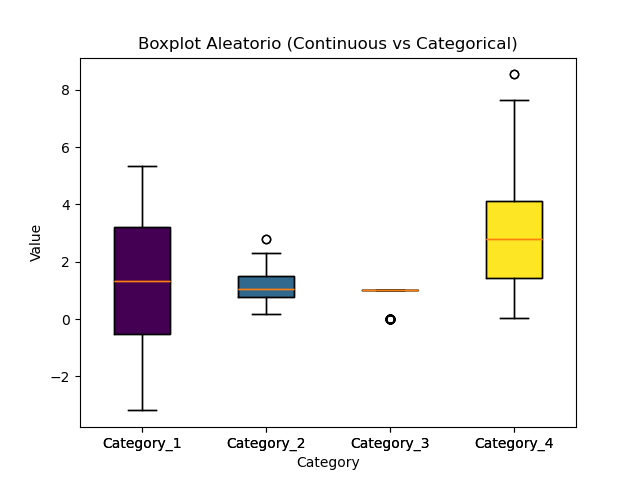 Boxplot Aleatorio (Continuous vs Categorical)
8
6
4
2
0
−2
Value
Category_1 Category_2 Category_3 Category_4
Category